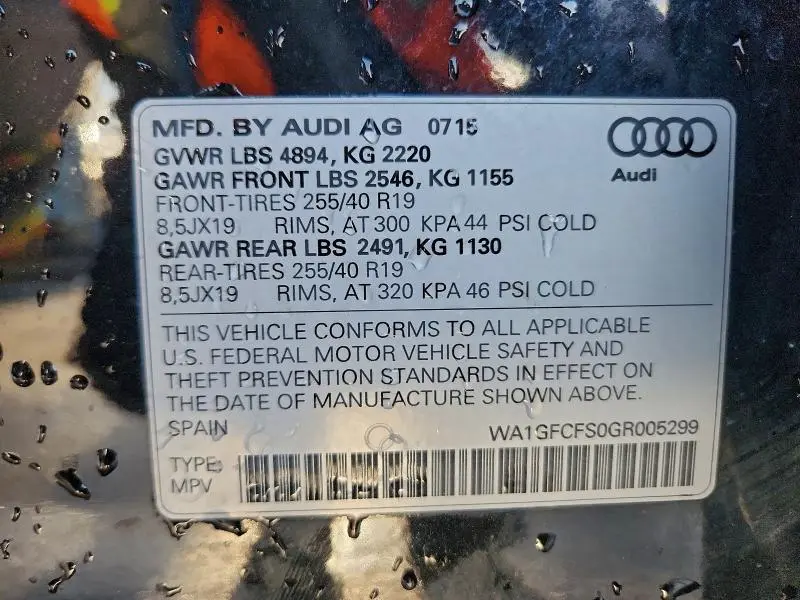 MFD. BY AUDI AG 0715
GVWR LBS 4894, KG 2220
GAWR FRONT LBS 2546, KG 1155
FRONT-TIRES 255/40 R19
8,5JX19 RIMS, AT 300 KPA 44 PSI COLD
GAWR REAR LBS 2491, KG 1130
REAR-TIRES 255/40 R19
8,5JX19 RIMS, AT 320 KPA 46 PSI COLD
Audi
THIS VEHICLE CONFORMS TO ALL APPLICABLE
U.S. FEDERAL MOTOR VEHICLE SAFETY AND
THEFT PREVENTION STANDARDS IN EFFECT ON
THE DATE OF MANUFACTURE SHOWN ABOVE.
SPAIN WA1GFCFS0GR005299
TYPE:
MPV